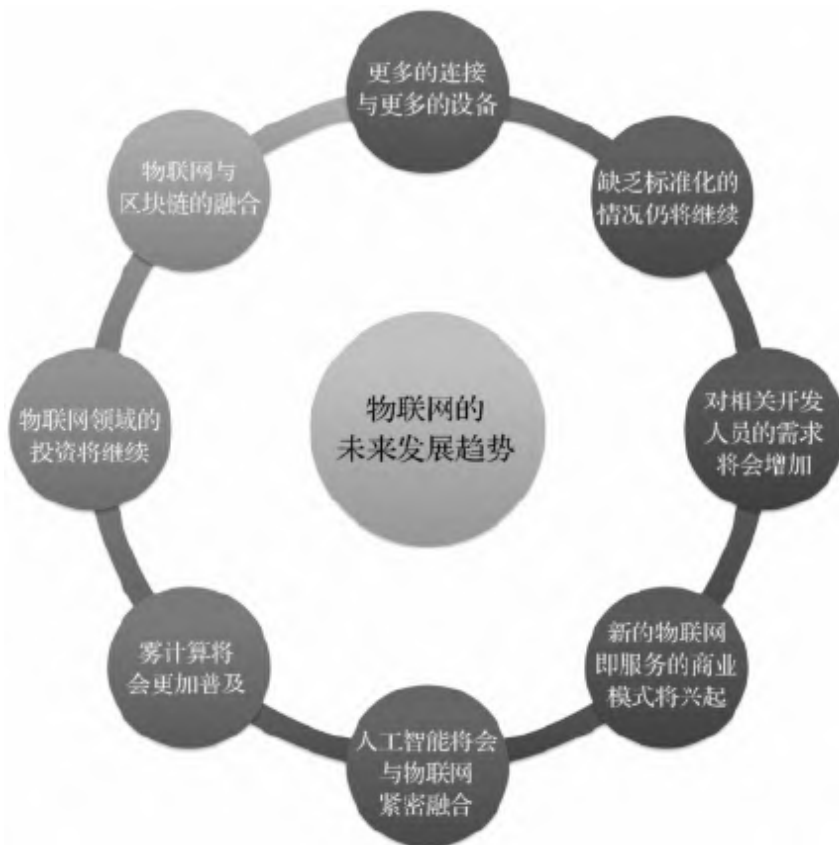 更多的连接
与更多的设备
缺乏标准化的
情况仍将继续
对相关开发
人员的需求
将会增加
新的物联网
即服务的商业
模式将兴起
人工智能将会
与物联网
紧密融合
雾计算将
会更加普及
物联网领域的
投资将继续
物联网与
区块链的融合
物联网的
未来发展趋势